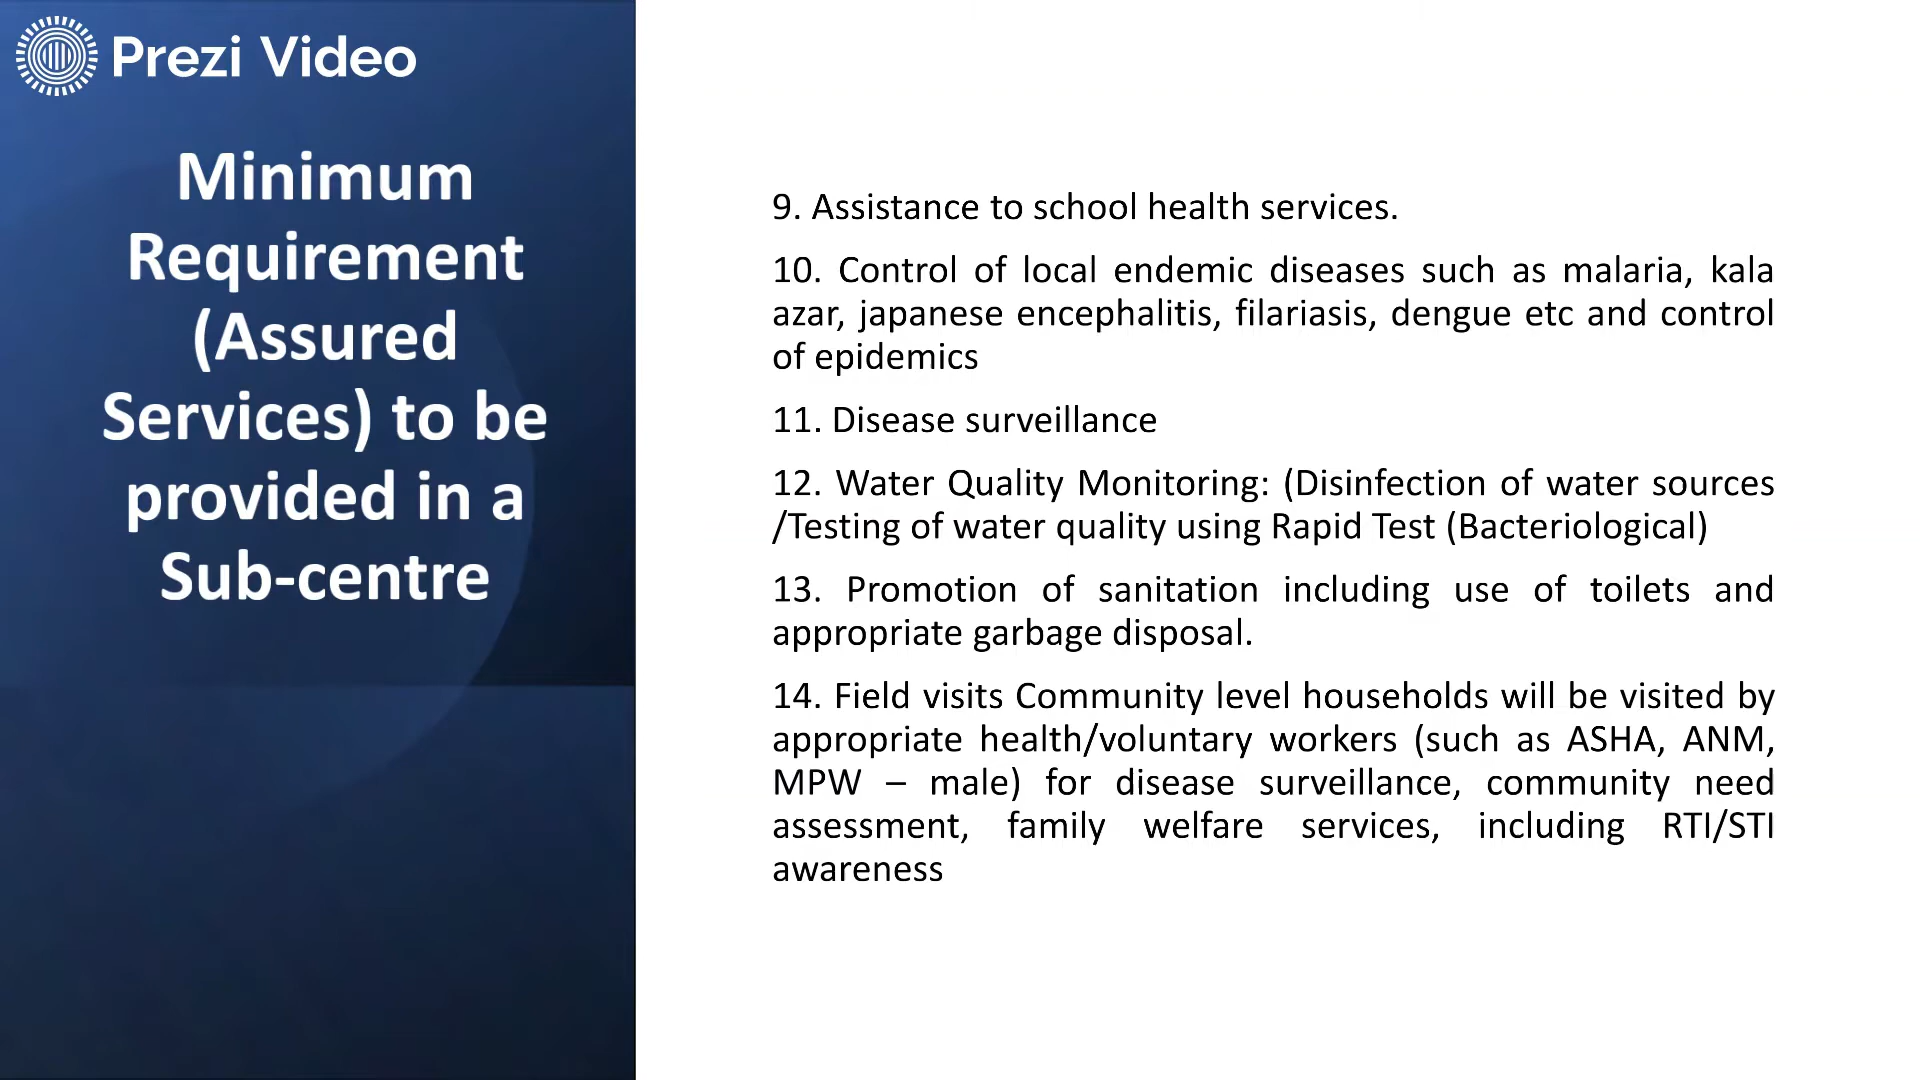 Prezi Video
Minimum
Requirement
(Assured
Services) to be
provided in a
Sub-centre
9. Assistance to school health services.
10. Control of local endemic diseases such as malaria, kala
azar, japanese encephalitis, filariasis, dengue etc and control
of epidemics
11. Disease surveillance
12. Water Quality Monitoring: (Disinfection of water sources
/Testing of water quality using Rapid Test (Bacteriological)
13. Promotion of sanitation including use of toilets and
appropriate garbage disposal.
14. Field visits Community level households will be visited by
appropriate health/voluntary workers (such as ASHA, ANM,
MPW – male) for disease surveillance, community need
assessment, family welfare services, including RTI/STI
awareness